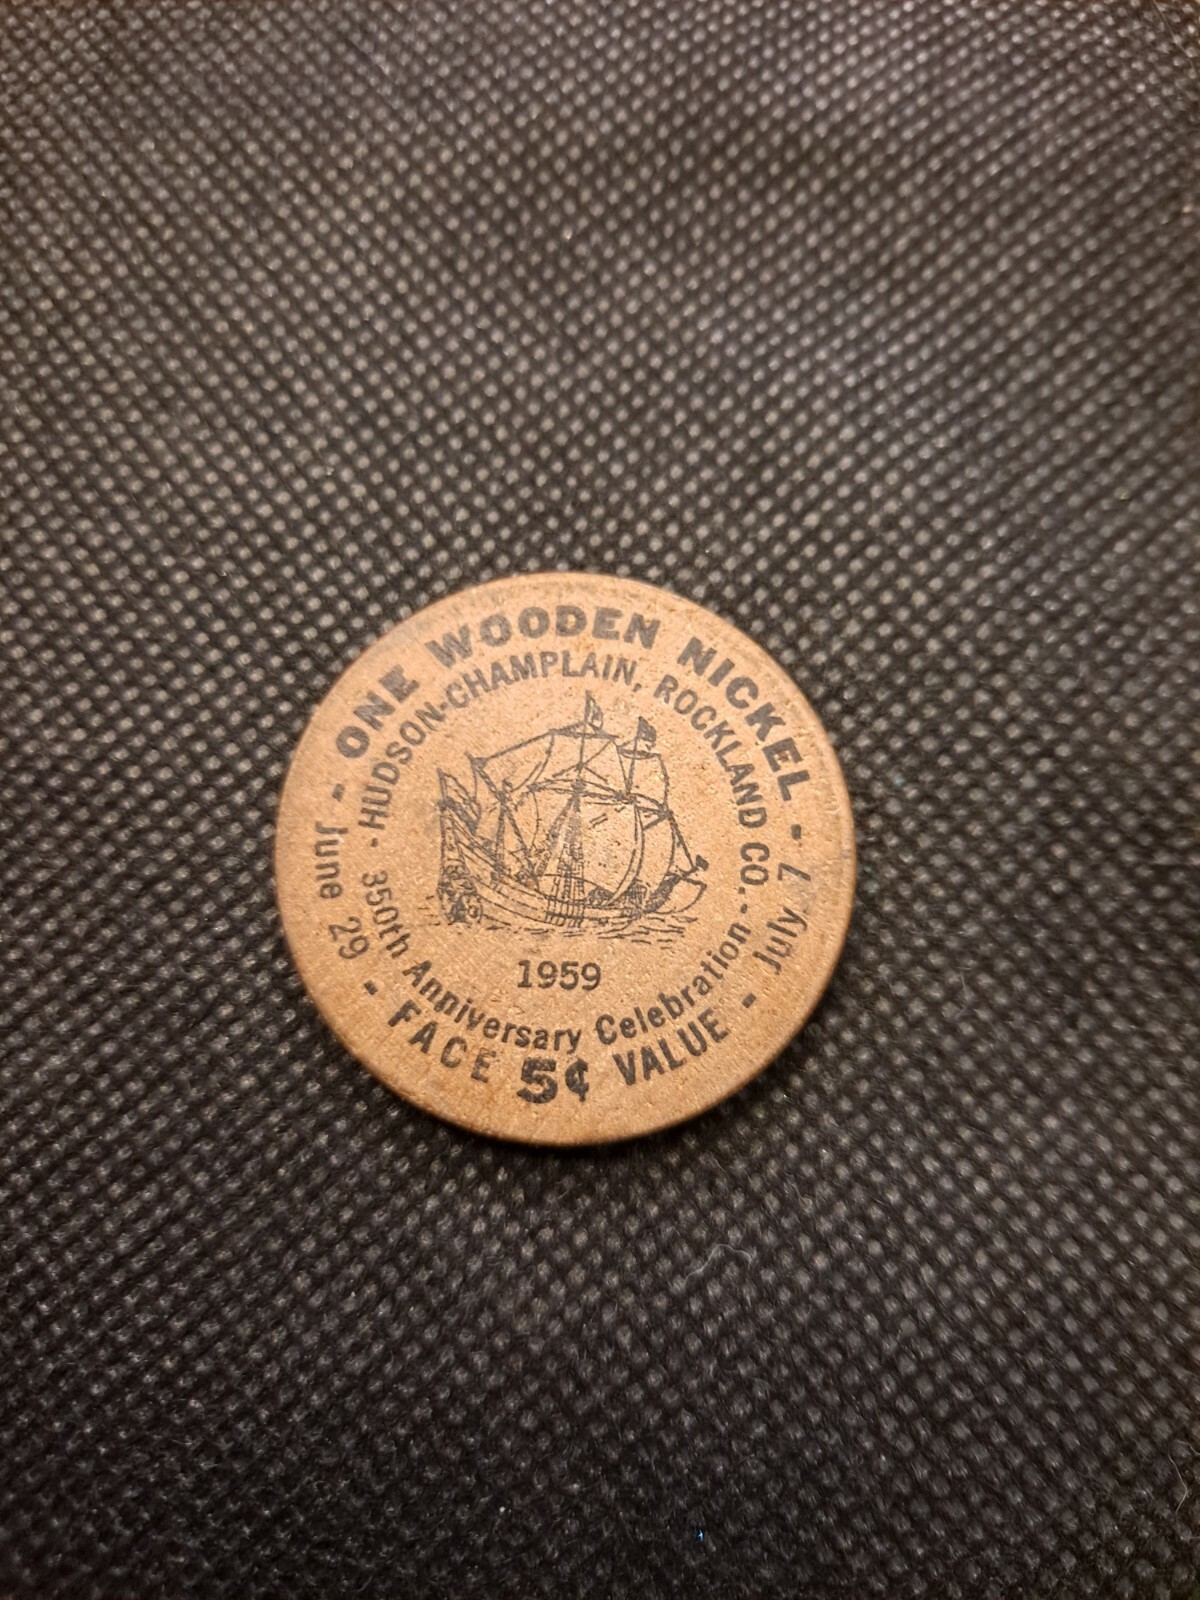 - ONE WOODEN NICKEL -
- HUDSON-CHAMPLAIN, ROCKLAND CO. -
1959
350th Anniversary Celebration
June 29
July 7
- FACE 5¢ VALUE -